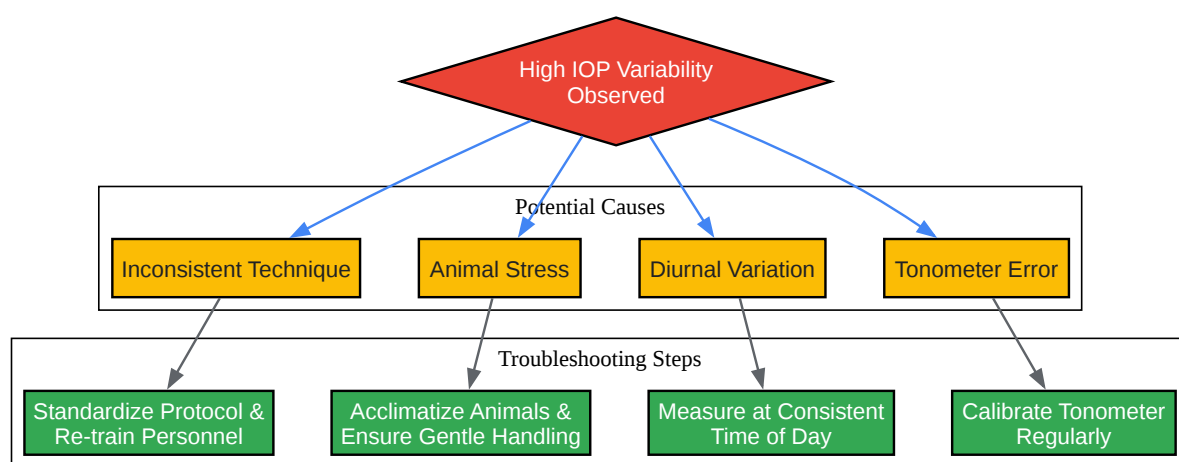 High IOP Variability
Observed
Potential Causes
Inconsistent Technique
Animal Stress
Diurnal Variation
Tonometer Error
Troubleshooting Steps
Standardize Protocol &
Re-train Personnel
Acclimatize Animals &
Ensure Gentle Handling
Measure at Consistent
Time of Day
Calibrate Tonometer
Regularly